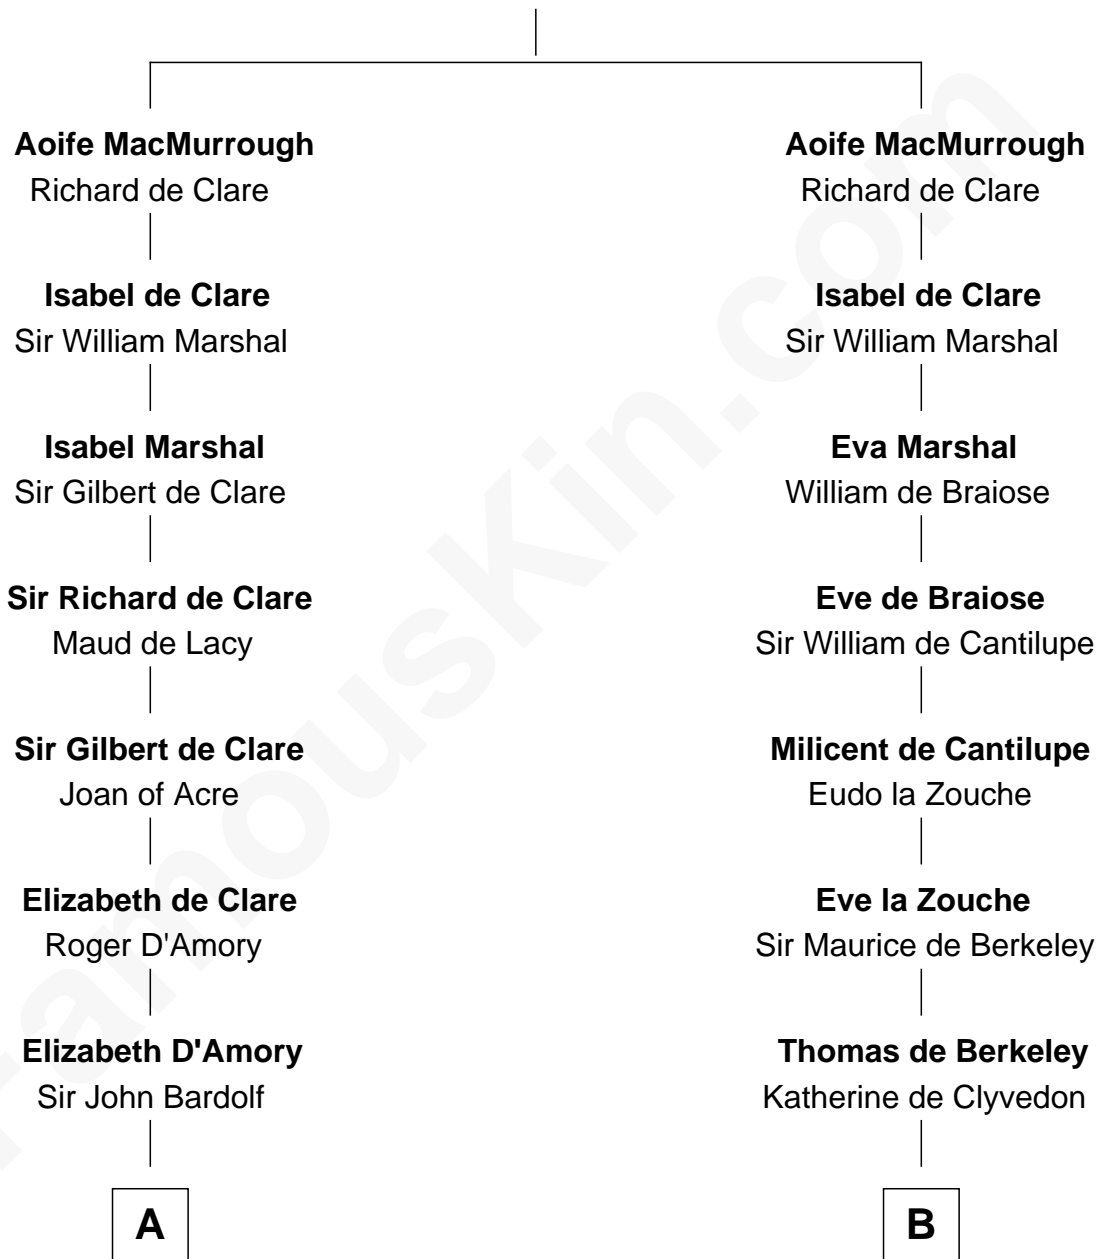 Aoife MacMurrough
Richard de Clare
Isabel de Clare
Sir William Marshal
Isabel Marshal
Sir Gilbert de Clare
Sir Richard de Clare
Maud de Lacy
Sir Gilbert de Clare
Joan of Acre
Elizabeth de Clare
Roger D'Amory
Elizabeth D'Amory
Sir John Bardolf
A
Aoife MacMurrough
Richard de Clare
Isabel de Clare
Sir William Marshal
Eva Marshal
William de Braiose
Eve de Braiose
Sir William de Cantilupe
Milicent de Cantilupe
Eudo la Zouche
Eve la Zouche
Sir Maurice de Berkeley
Thomas de Berkeley
Katherine de Clyvedon
B
FamousKin.com